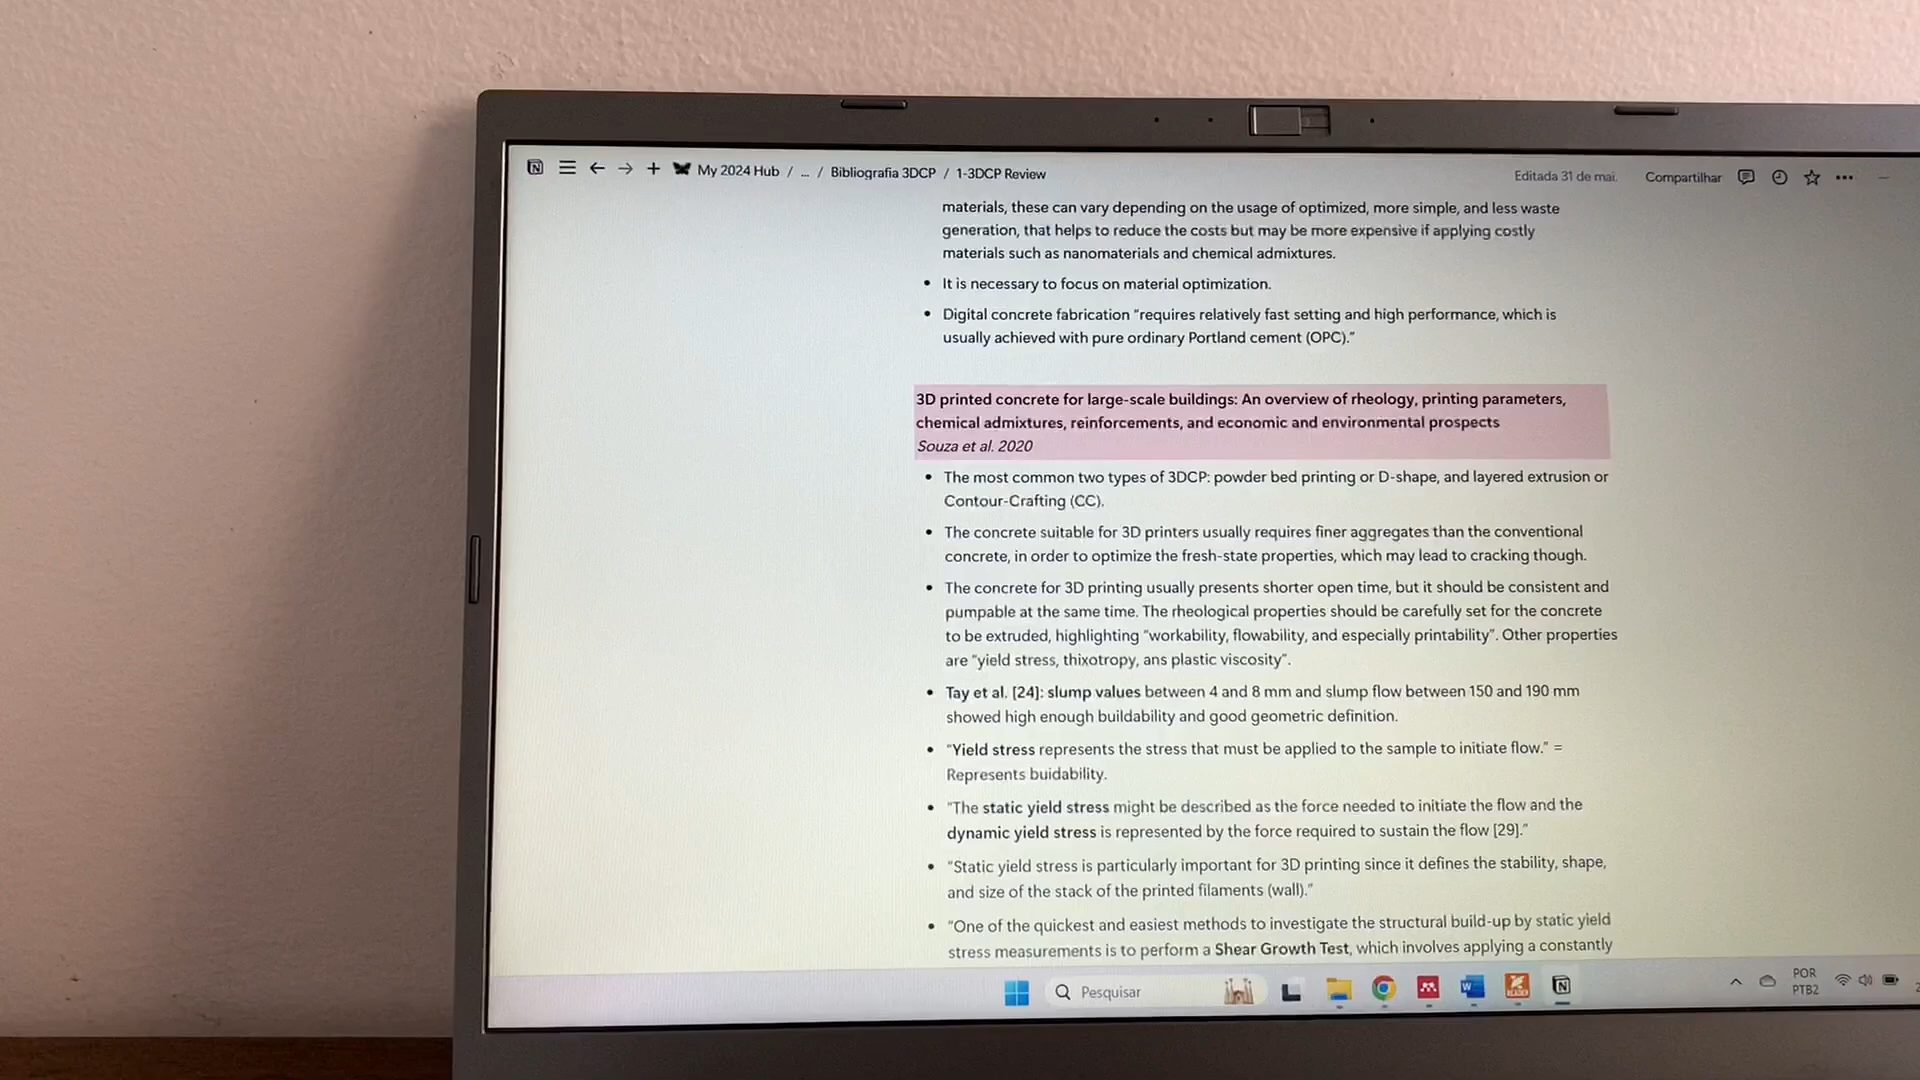 My 2024 Hub / ... / Bibliografia 3DCP / 1-3DCP Review
Editada 31 de mai.
Compartilhar
materials, these can vary depending on the usage of optimized, more simple, and less waste
generation, that helps to reduce the costs but may be more expensive if applying costly
materials such as nanomaterials and chemical admixtures.
• It is necessary to focus on material optimization.
• Digital concrete fabrication “requires relatively fast setting and high performance, which is
usually achieved with pure ordinary Portland cement (OPC).”
3D printed concrete for large-scale buildings: An overview of rheology, printing parameters,
chemical admixtures, reinforcements, and economic and environmental prospects
Souza et al. 2020
• The most common two types of 3DCP: powder bed printing or D-shape, and layered extrusion or
Contour-Crafting (CC).
• The concrete suitable for 3D printers usually requires finer aggregates than the conventional
concrete, in order to optimize the fresh-state properties, which may lead to cracking though.
• The concrete for 3D printing usually presents shorter open time, but it should be consistent and
pumpable at the same time. The rheological properties should be carefully set for the concrete
to be extruded, highlighting “workability, flowability, and especially printability”. Other properties
are “yield stress, thixotropy, ans plastic viscosity”.
• Tay et al. [24]: slump values between 4 and 8 mm and slump flow between 150 and 190 mm
showed high enough buildability and good geometric definition.
• “Yield stress represents the stress that must be applied to the sample to initiate flow.” =
Represents buidability.
• “The static yield stress might be described as the force needed to initiate the flow and the
dynamic yield stress is represented by the force required to sustain the flow [29].”
• “Static yield stress is particularly important for 3D printing since it defines the stability, shape,
and size of the stack of the printed filaments (wall).”
• “One of the quickest and easiest methods to investigate the structural build-up by static yield
stress measurements is to perform a Shear Growth Test, which involves applying a constantly
Pesquisar
READER
POR
PTB2